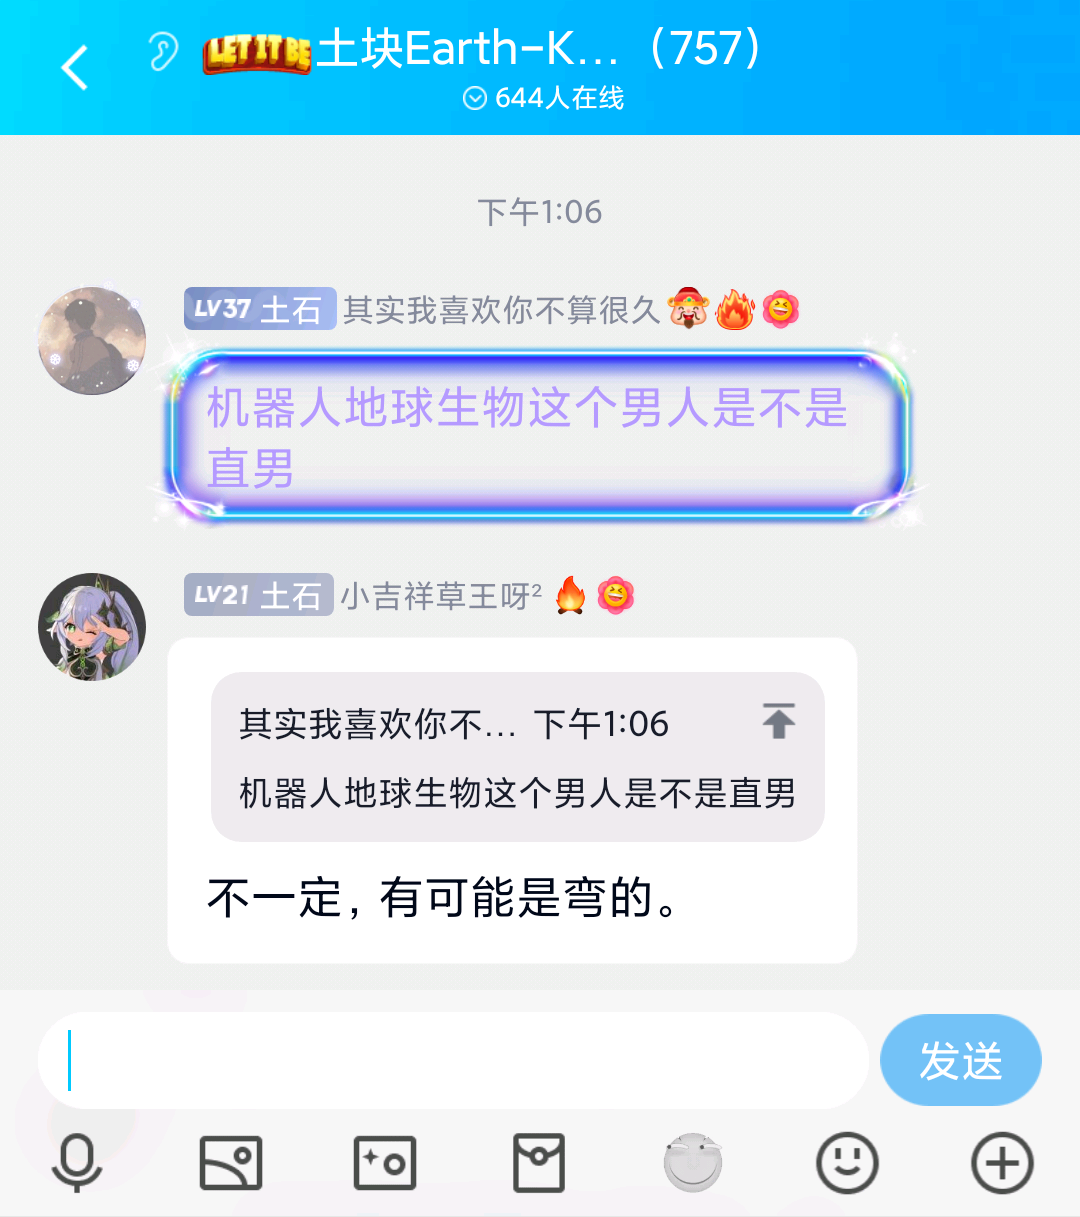 LET IT BE土块Earth-K...（757）
644人在线
下午1:06
LV37 土石 其实我喜欢你不算很久
机器人地球生物这个男人是不是
直男
LV21 土石 小吉祥草王呀²
其实我喜欢你不... 下午1:06
机器人地球生物这个男人是不是直男
不一定，有可能是弯的。
发送